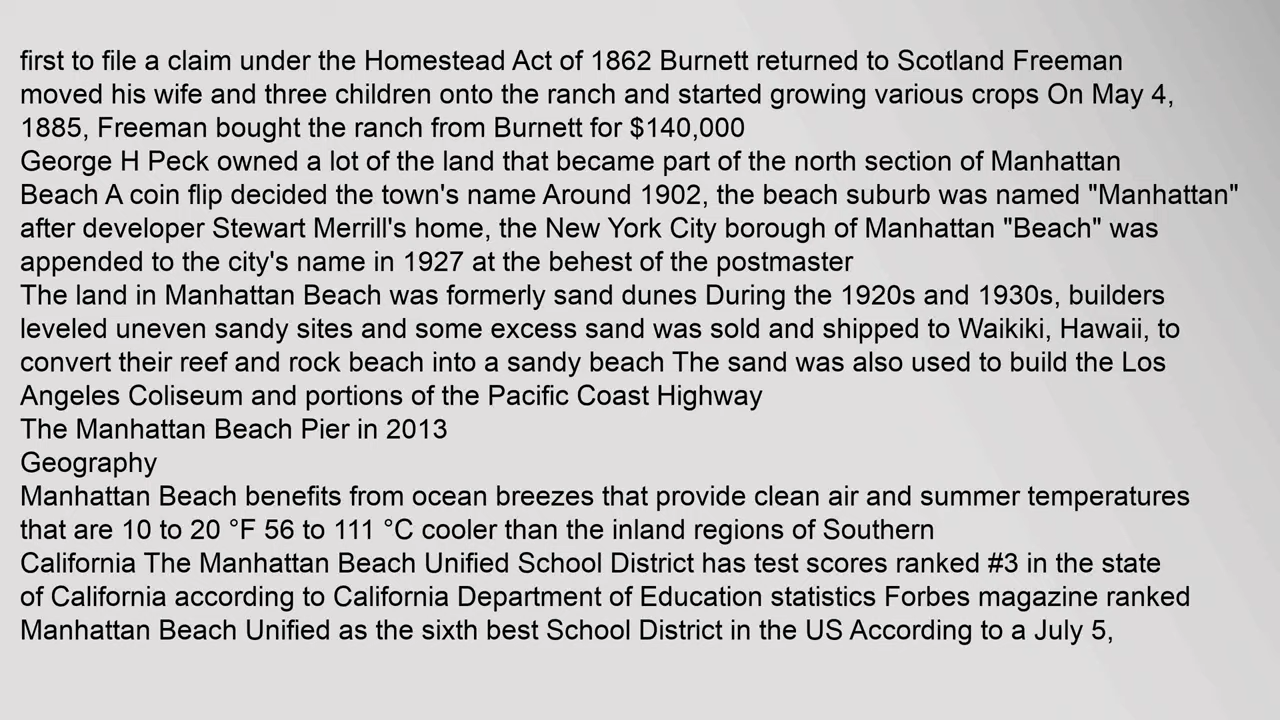 first to file a claim under the Homestead Act of 1862 Burnett returned to Scotland Freeman
moved his wife and three children onto the ranch and started growing various crops On May 4,
1885, Freeman bought the ranch from Burnett for $140,000
George H Peck owned a lot of the land that became part of the north section of Manhattan
Beach A coin flip decided the town's name Around 1902, the beach suburb was named "Manhattan"
after developer Stewart Merrill's home, the New York City borough of Manhattan "Beach" was
appended to the city's name in 1927 at the behest of the postmaster
The land in Manhattan Beach was formerly sand dunes During the 1920s and 1930s, builders
leveled uneven sandy sites and some excess sand was sold and shipped to Waikiki, Hawaii, to
convert their reef and rock beach into a sandy beach The sand was also used to build the Los
Angeles Coliseum and portions of the Pacific Coast Highway
The Manhattan Beach Pier in 2013
Geography
Manhattan Beach benefits from ocean breezes that provide clean air and summer temperatures
that are 10 to 20 °F 56 to 111 °C cooler than the inland regions of Southern
California The Manhattan Beach Unified School District has test scores ranked #3 in the state
of California according to California Department of Education statistics Forbes magazine ranked
Manhattan Beach Unified as the sixth best School District in the US According to a July 5,